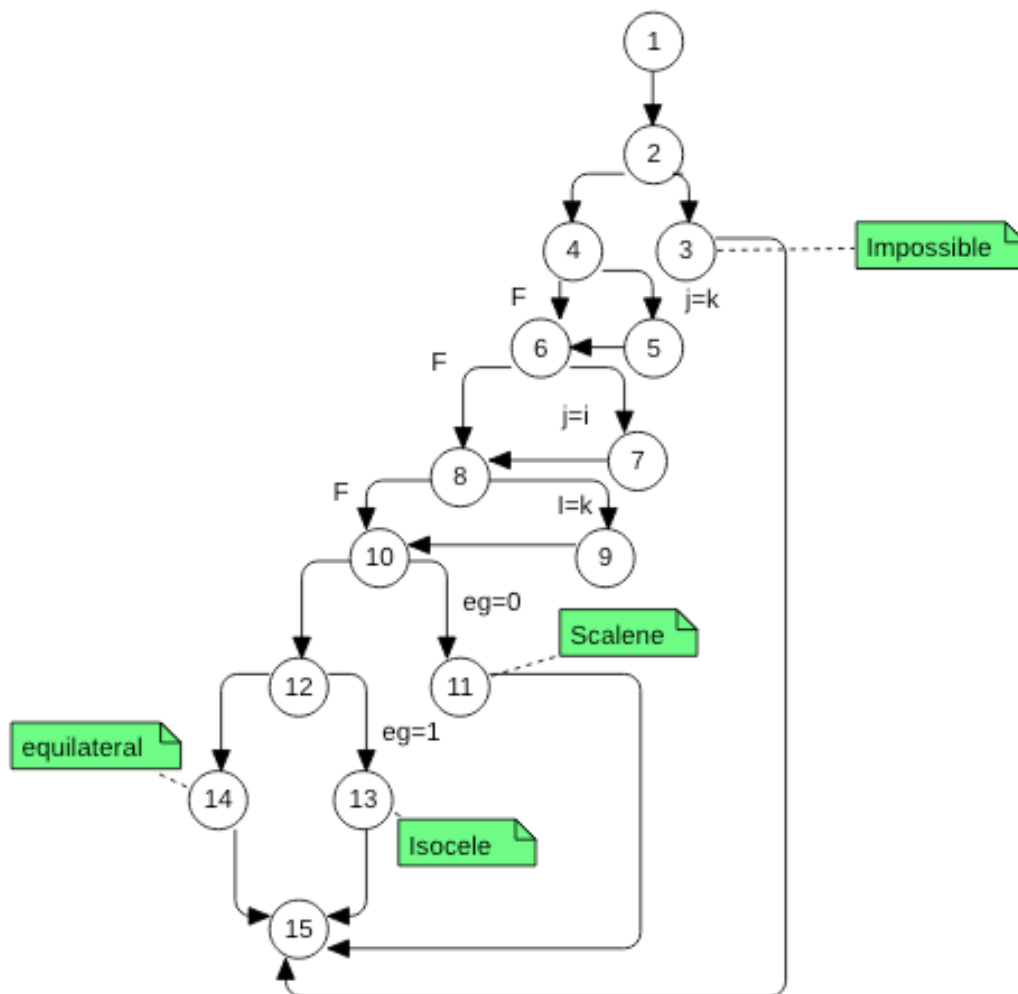 1
2
4
3
Impossible
F
j=k
6
5
F
j=i
7
8
F
I=k
10
9
eg=0
Scalene
12
11
eg=1
equilateral
14
13
Isocele
15